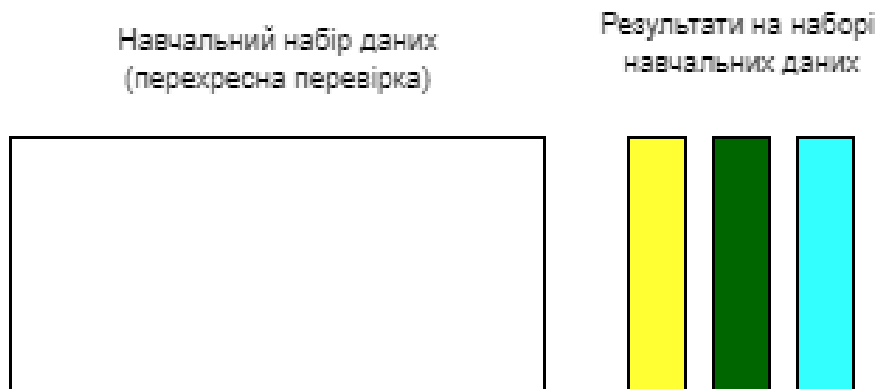 Навчальний набір даних
(перехресна перевірка)
Результати на наборі
навчальних даних